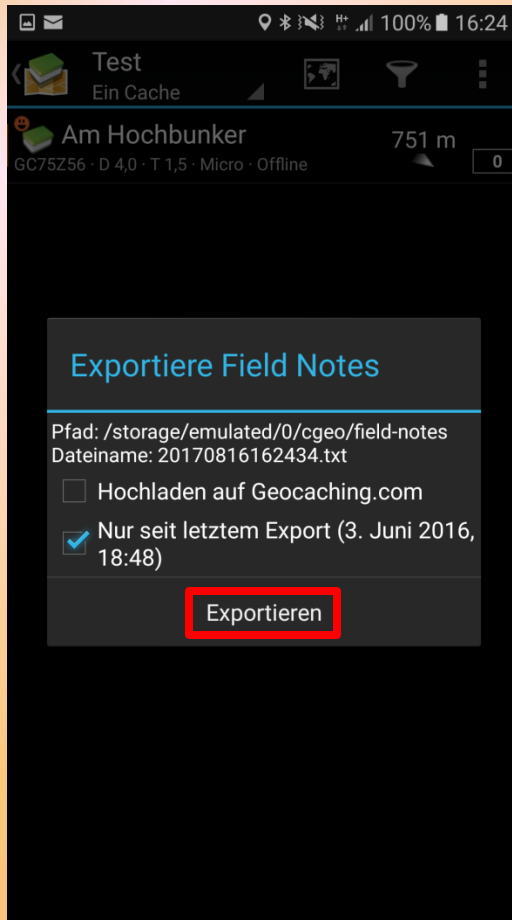 H+ 100% 16:24
Test
Ein Cache
Am Hochbunker
751 m
GC75Z56 · D 4,0 · T 1,5 · Micro · Offline
0
Exportiere Field Notes
Pfad: /storage/emulated/0/cgeo/field-notes
Dateiname: 20170816162434.txt
Hochladen auf Geocaching.com
Nur seit letztem Export (3. Juni 2016,
18:48)
Exportieren